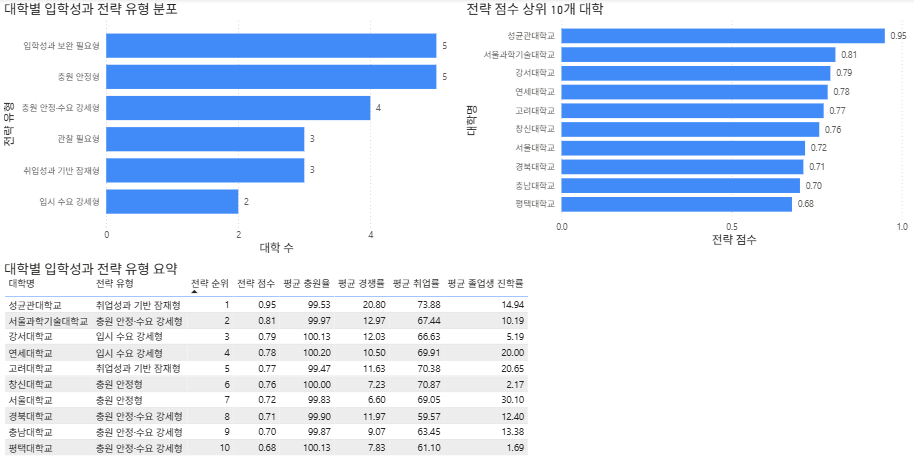 대학별 입학성과 전략 유형 분포
전략 유형
입학성과 보완 필요형 5
충원 안정형 5
충원 안정·수요 강세형 4
관찰 필요형 3
취업성과 기반 잠재형 3
입시 수요 강세형 2
0 2 4
대학 수
전략 점수 상위 10개 대학
대학명
성균관대학교 0.95
서울과학기술대학교 0.81
강서대학교 0.79
연세대학교 0.78
고려대학교 0.77
창신대학교 0.76
서울대학교 0.72
경북대학교 0.71
충남대학교 0.70
평택대학교 0.68
0.0 0.5 1.0
전략 점수
대학별 입학성과 전략 유형 요약
대학명 전략 유형 전략 순위 전략 점수 평균 충원율 평균 경쟁률 평균 취업률 평균 졸업생 진학률
성균관대학교 취업성과 기반 잠재형 1 0.95 99.53 20.80 73.88 14.94
서울과학기술대학교 충원 안정·수요 강세형 2 0.81 99.97 12.97 67.44 10.19
강서대학교 입시 수요 강세형 3 0.79 100.13 12.03 66.63 5.19
연세대학교 입시 수요 강세형 4 0.78 100.20 10.50 69.91 20.00
고려대학교 취업성과 기반 잠재형 5 0.77 99.47 11.63 70.38 20.65
창신대학교 충원 안정형 6 0.76 100.00 7.23 70.87 2.17
서울대학교 충원 안정형 7 0.72 99.83 6.60 69.05 30.10
경북대학교 충원 안정·수요 강세형 8 0.71 99.90 11.97 59.57 12.40
충남대학교 충원 안정·수요 강세형 9 0.70 99.87 9.07 63.45 13.38
평택대학교 충원 안정·수요 강세형 10 0.68 100.13 7.83 61.10 1.69